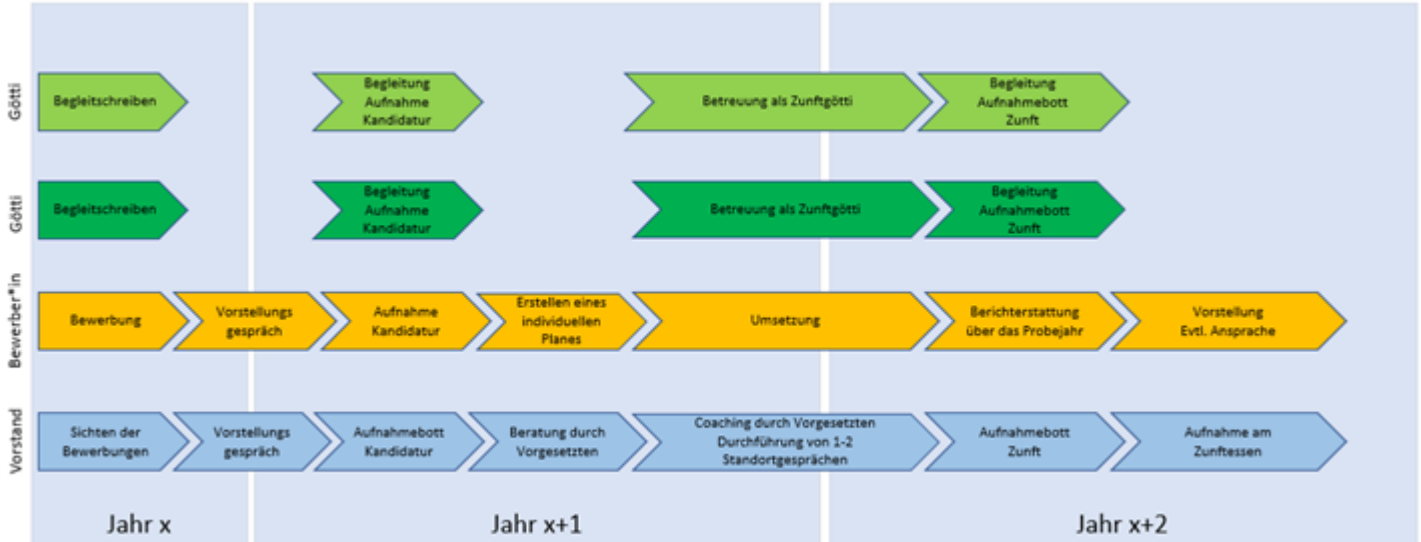 Götti
Begleitschreiben
Begleitung
Aufnahme
Kandidatur
Betreuung als Zunftgötti
Begleitung
Aufnahmebott
Zunft
Götti
Begleitschreiben
Begleitung
Aufnahme
Kandidatur
Betreuung als Zunftgötti
Begleitung
Aufnahmebott
Zunft
Bewerber*in
Bewerbung
Vorstellungs
gespräch
Aufnahme
Kandidatur
Erstellen eines
individuellen
Planes
Umsetzung
Berichterstattung
über das Probejahr
Vorstellung
Evtl. Ansprache
Vorstand
Sichten der
Bewerbungen
Vorstellungs
gespräch
Aufnahmebott
Kandidatur
Beratung durch
Vorgesetzten
Coaching durch Vorgesetzten
Durchführung von 1-2
Standortgesprächen
Aufnahmebott
Zunft
Aufnahme am
Zunftessen
Jahr x
Jahr x+1
Jahr x+2